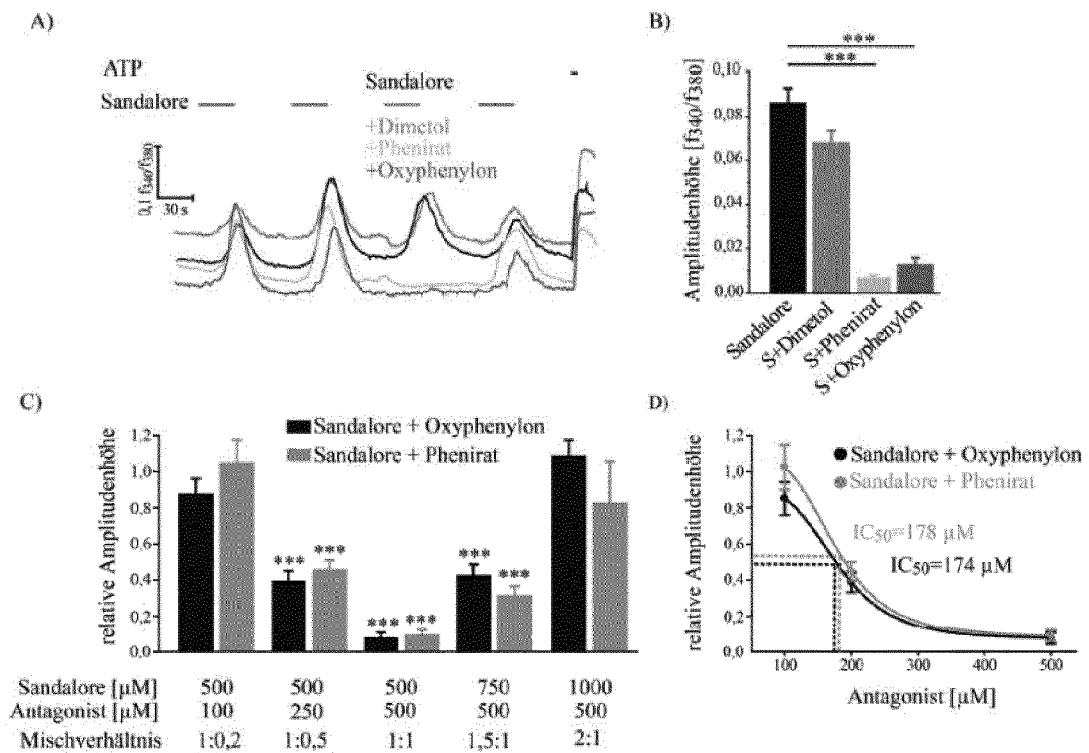 A)
ATP
Sandalore
Sandalore
+Dimetol
+Phenirat
+Oxyphenylon
0,1 f340/f380
30 s
B)
***
***
Amplitudenhöhe [f340/f380]
0,10
0,08
0,06
0,04
0,02
0,00
Sandalore
S+Dimetol
S+Phenirat
S+Oxyphenylon
C)
Sandalore + Oxyphenylon
Sandalore + Phenirat
relative Amplitudenhöhe
1,2
1,0
0,8
0,6
0,4
0,2
0,0
*** *** *** *** *** ***
Sandalore [µM] 500 500 500 750 1000
Antagonist [µM] 100 250 500 500 500
Mischverhältnis 1:0,2 1:0,5 1:1 1,5:1 2:1
D)
Sandalore + Oxyphenylon
Sandalore + Phenirat
IC50=178 µM
IC50=174 µM
relative Amplitudenhöhe
1,2
1,0
0,8
0,6
0,4
0,2
0,0
100 200 300 400 500
Antagonist [µM]